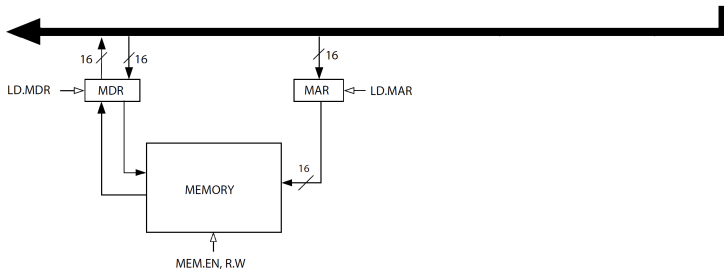 16 16 16
LD.MDR MDR MAR LD.MAR
16
MEMORY
MEM.EN, R.W